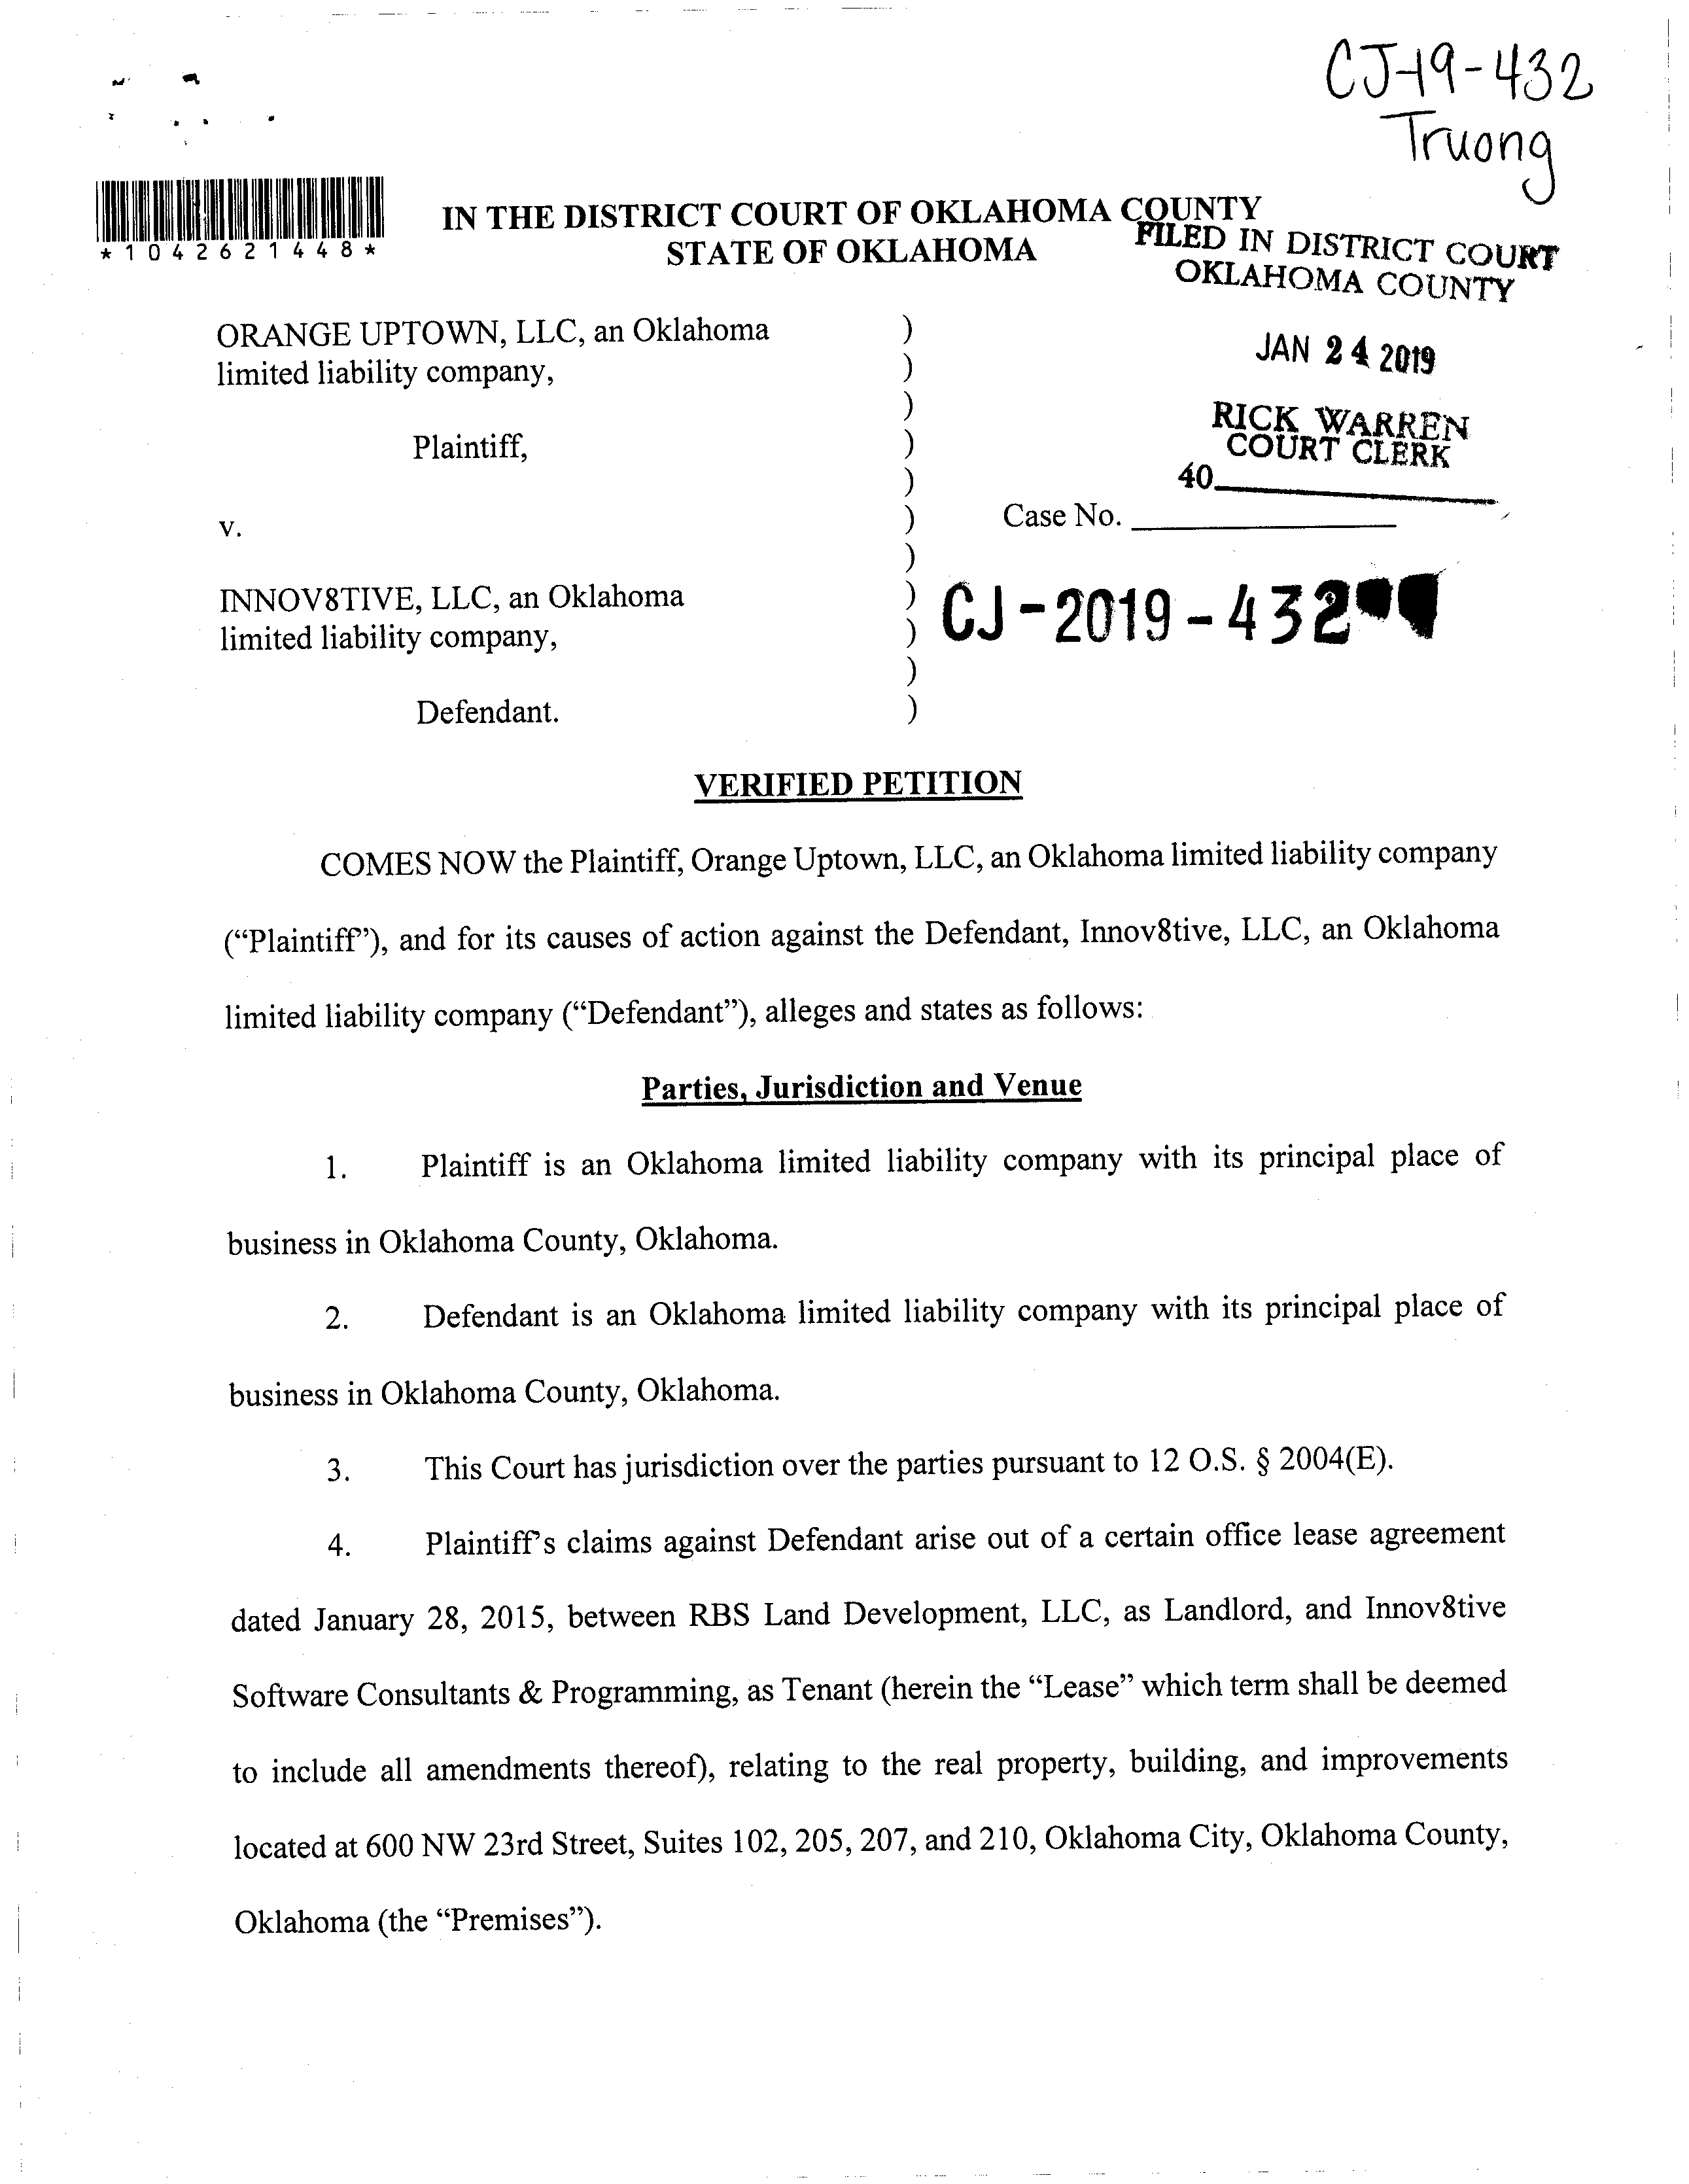 CJ-19-432
Truong
*1042621448*
IN THE DISTRICT COURT OF OKLAHOMA COUNTY
STATE OF OKLAHOMA
FILED IN DISTRICT COURT
OKLAHOMA COUNTY
JAN 24 2019
RICK WARREN
COURT CLERK
40
ORANGE UPTOWN, LLC, an Oklahoma )
limited liability company, )
)
Plaintiff, )
)
v. ) Case No.
)
INNOV8TIVE, LLC, an Oklahoma )
limited liability company, )
)
Defendant. )
CJ-2019-432
VERIFIED PETITION
COMES NOW the Plaintiff, Orange Uptown, LLC, an Oklahoma limited liability company
(“Plaintiff”), and for its causes of action against the Defendant, Innov8tive, LLC, an Oklahoma
limited liability company (“Defendant”), alleges and states as follows:
Parties, Jurisdiction and Venue
1. Plaintiff is an Oklahoma limited liability company with its principal place of
business in Oklahoma County, Oklahoma.
2. Defendant is an Oklahoma limited liability company with its principal place of
business in Oklahoma County, Oklahoma.
3. This Court has jurisdiction over the parties pursuant to 12 O.S. § 2004(E).
4. Plaintiff’s claims against Defendant arise out of a certain office lease agreement
dated January 28, 2015, between RBS Land Development, LLC, as Landlord, and Innov8tive
Software Consultants & Programming, as Tenant (herein the “Lease” which term shall be deemed
to include all amendments thereof), relating to the real property, building, and improvements
located at 600 NW 23rd Street, Suites 102, 205, 207, and 210, Oklahoma City, Oklahoma County,
Oklahoma (the “Premises”).